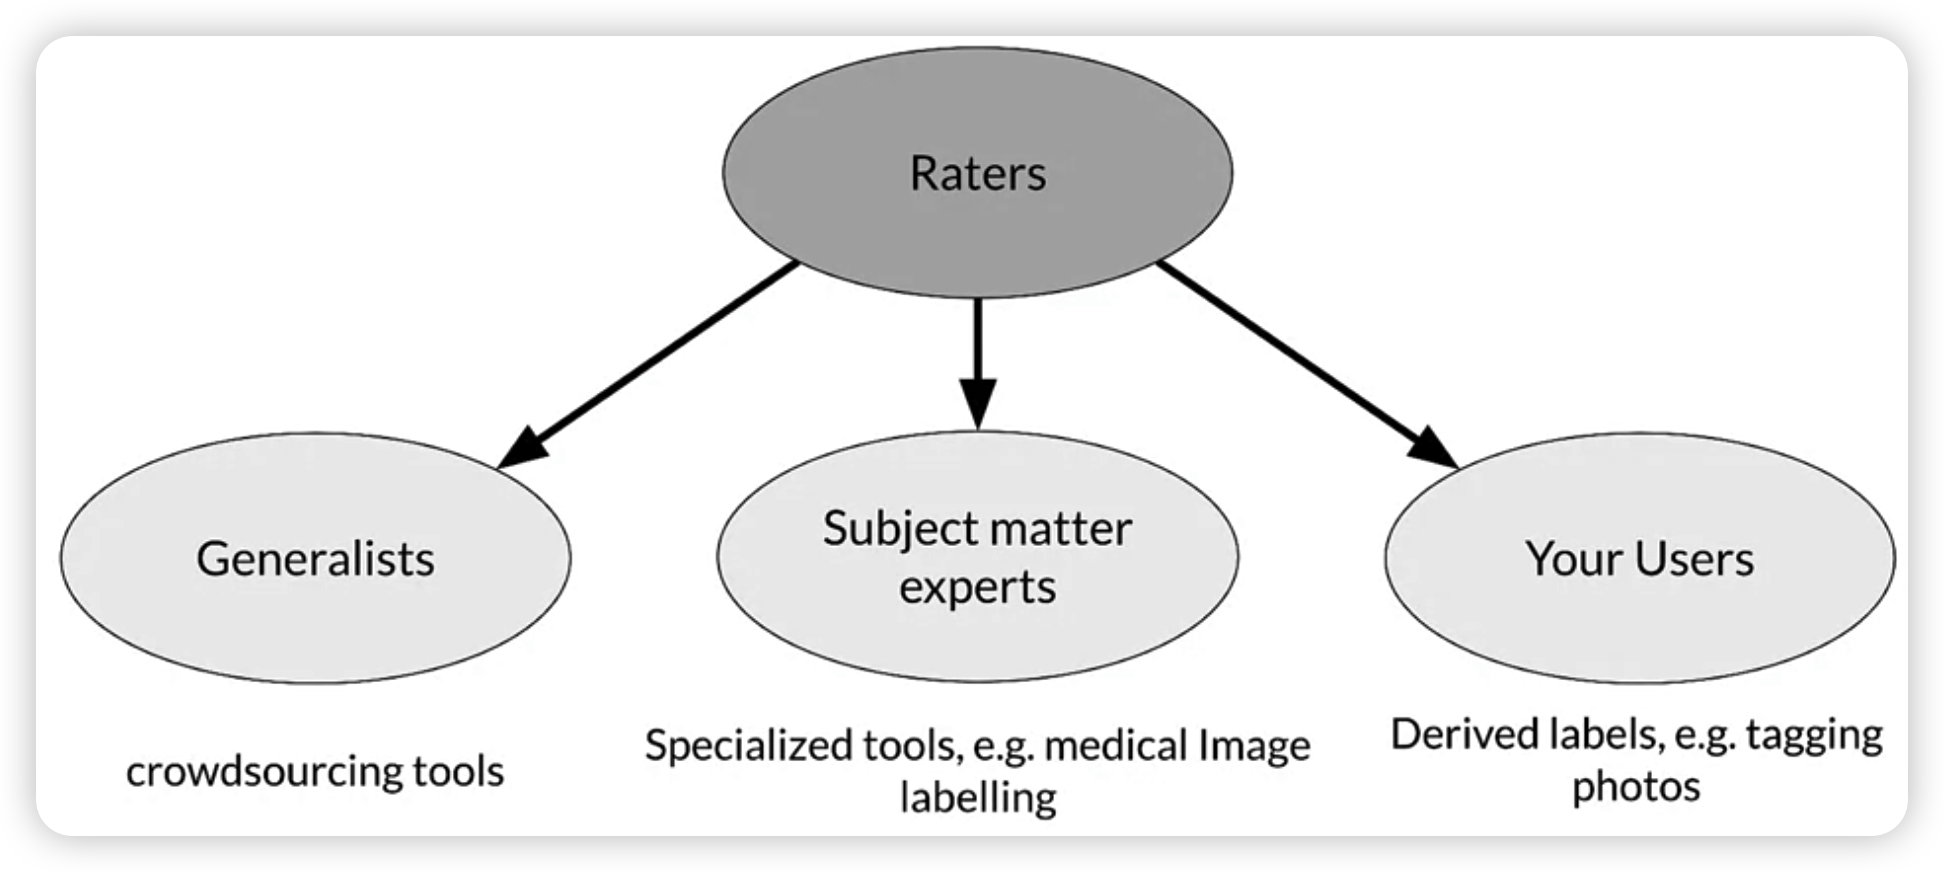 Raters
Generalists
Subject matter
experts
Your Users
crowdsourcing tools
Specialized tools, e.g. medical Image
labelling
Derived labels, e.g. tagging
photos